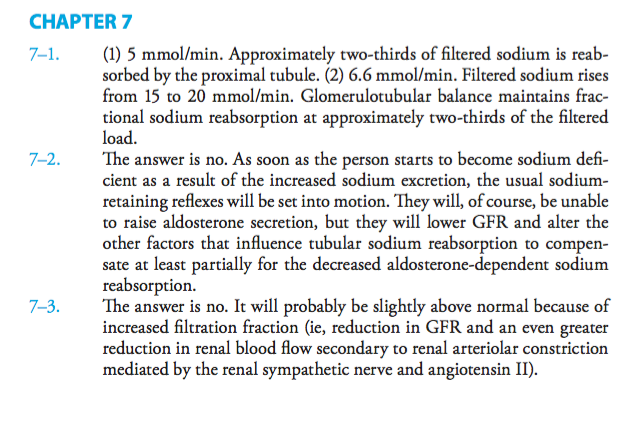 CHAPTER 7
7–1. (1) 5 mmol/min. Approximately two-thirds of filtered sodium is reab-
sorbed by the proximal tubule. (2) 6.6 mmol/min. Filtered sodium rises
from 15 to 20 mmol/min. Glomerulotubular balance maintains frac-
tional sodium reabsorption at approximately two-thirds of the filtered
load.
7–2. The answer is no. As soon as the person starts to become sodium defi-
cient as a result of the increased sodium excretion, the usual sodium-
retaining reflexes will be set into motion. They will, of course, be unable
to raise aldosterone secretion, but they will lower GFR and alter the
other factors that influence tubular sodium reabsorption to compen-
sate at least partially for the decreased aldosterone-dependent sodium
reabsorption.
7–3. The answer is no. It will probably be slightly above normal because of
increased filtration fraction (ie, reduction in GFR and an even greater
reduction in renal blood flow secondary to renal arteriolar constriction
mediated by the renal sympathetic nerve and angiotensin II).